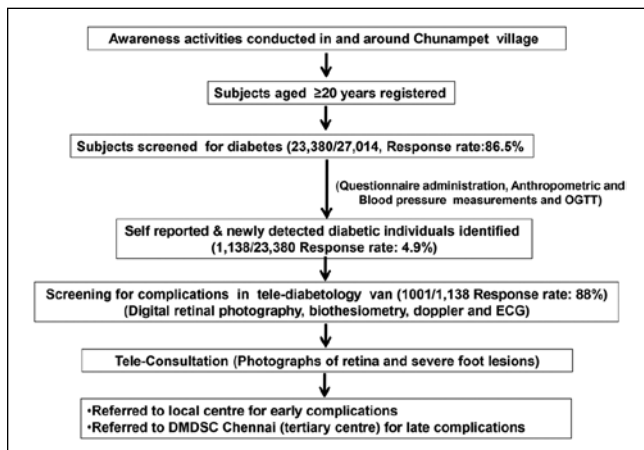 Awareness activities conducted in and around Chunampet village
Subjects aged ≥20 years registered
Subjects screened for diabetes (23,380/27,014, Response rate:86.5%
(Questionnaire administration, Anthropometric and
Blood pressure measurements and OGTT)
Self reported & newly detected diabetic individuals identified
(1,138/23,380 Response rate: 4.9%)
Screening for complications in tele-diabetology van (1001/1,138 Response rate: 88%)
(Digital retinal photography, biothesiometry, doppler and ECG)
Tele-Consultation (Photographs of retina and severe foot lesions)
•Referred to local centre for early complications
•Referred to DMDSC Chennai (tertiary centre) for late complications